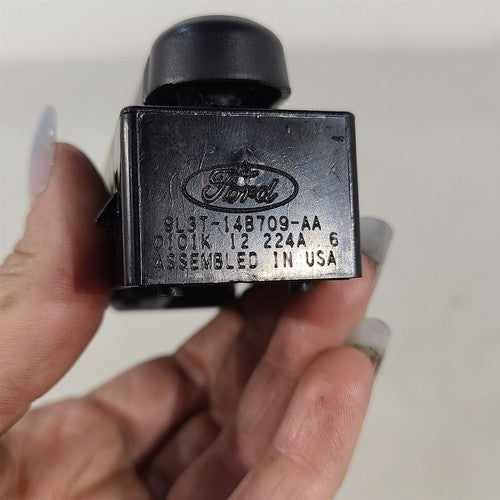 Ford
9L3T-14B709-AA
0101K 12 224A 6
ASSEMBLED IN USA